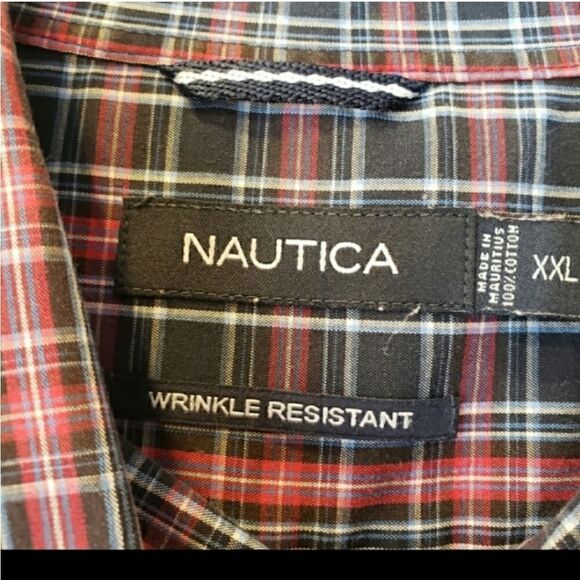 NAUTICA
MADE IN
MAURITIUS
100% COTTON
XXL
WRINKLE RESISTANT